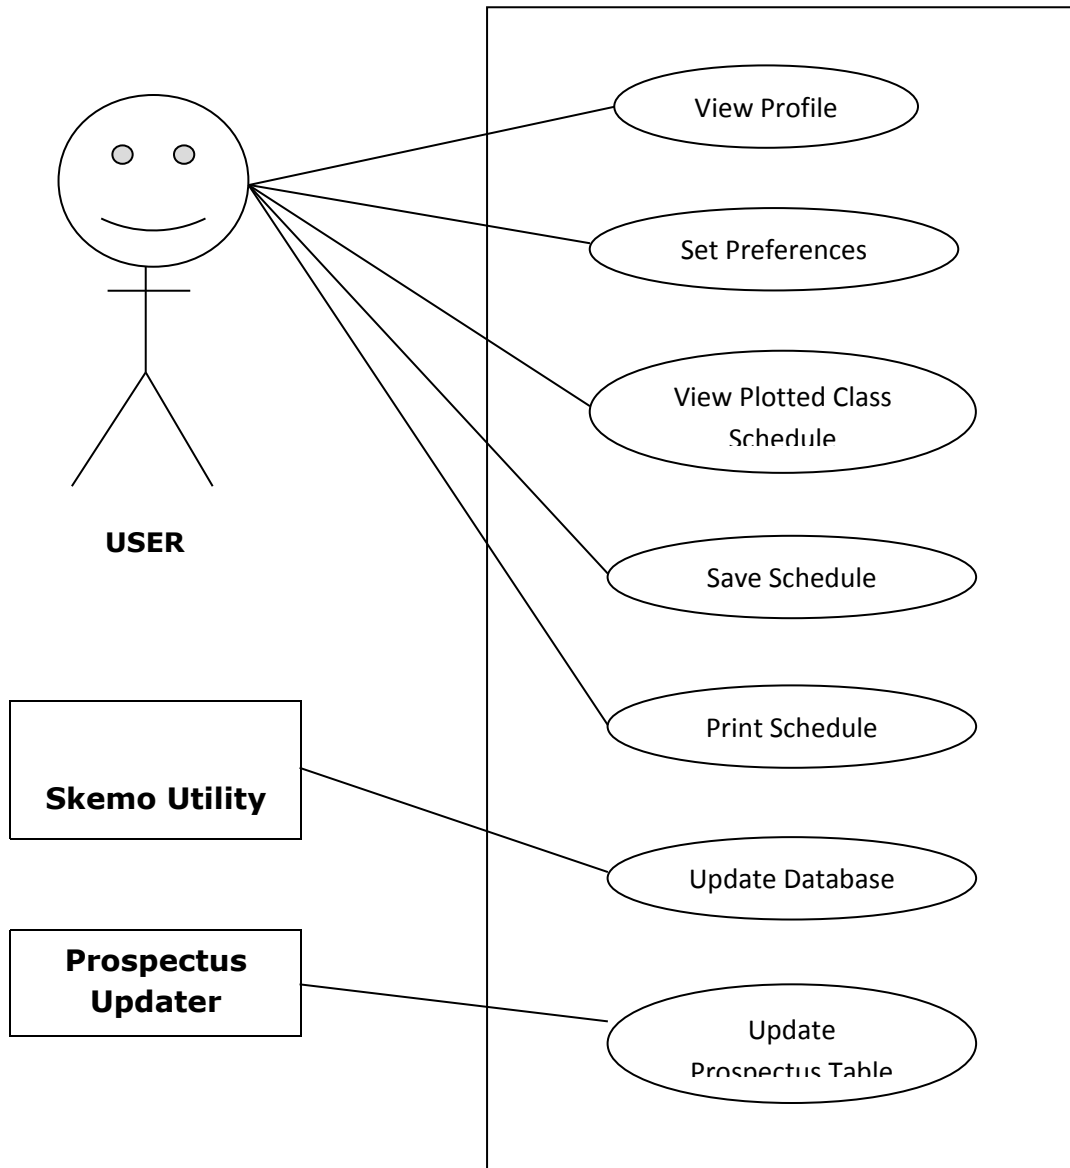 View Profile
Set Preferences
View Plotted Class
Schedule
USER
Save Schedule
Print Schedule
Skemo Utility
Update Database
Prospectus
Updater
Update
Prospectus Table